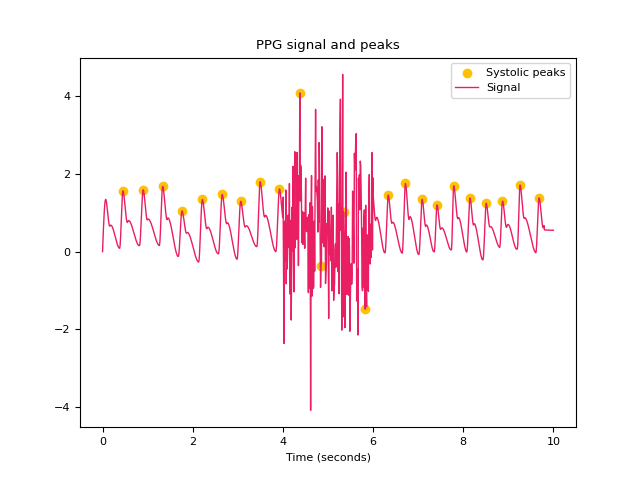 PPG signal and peaks
Systolic peaks
Signal
4
2
0
−2
−4
0 2 4 6 8 10
Time (seconds)